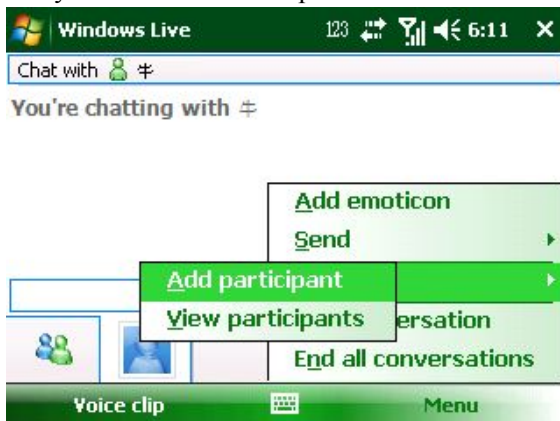 Windows Live 123 6:11
Chat with 牛
You're chatting with 牛
Add emoticon
Send
Add participant
View participants
ersation
End all conversations
Voice clip
Menu